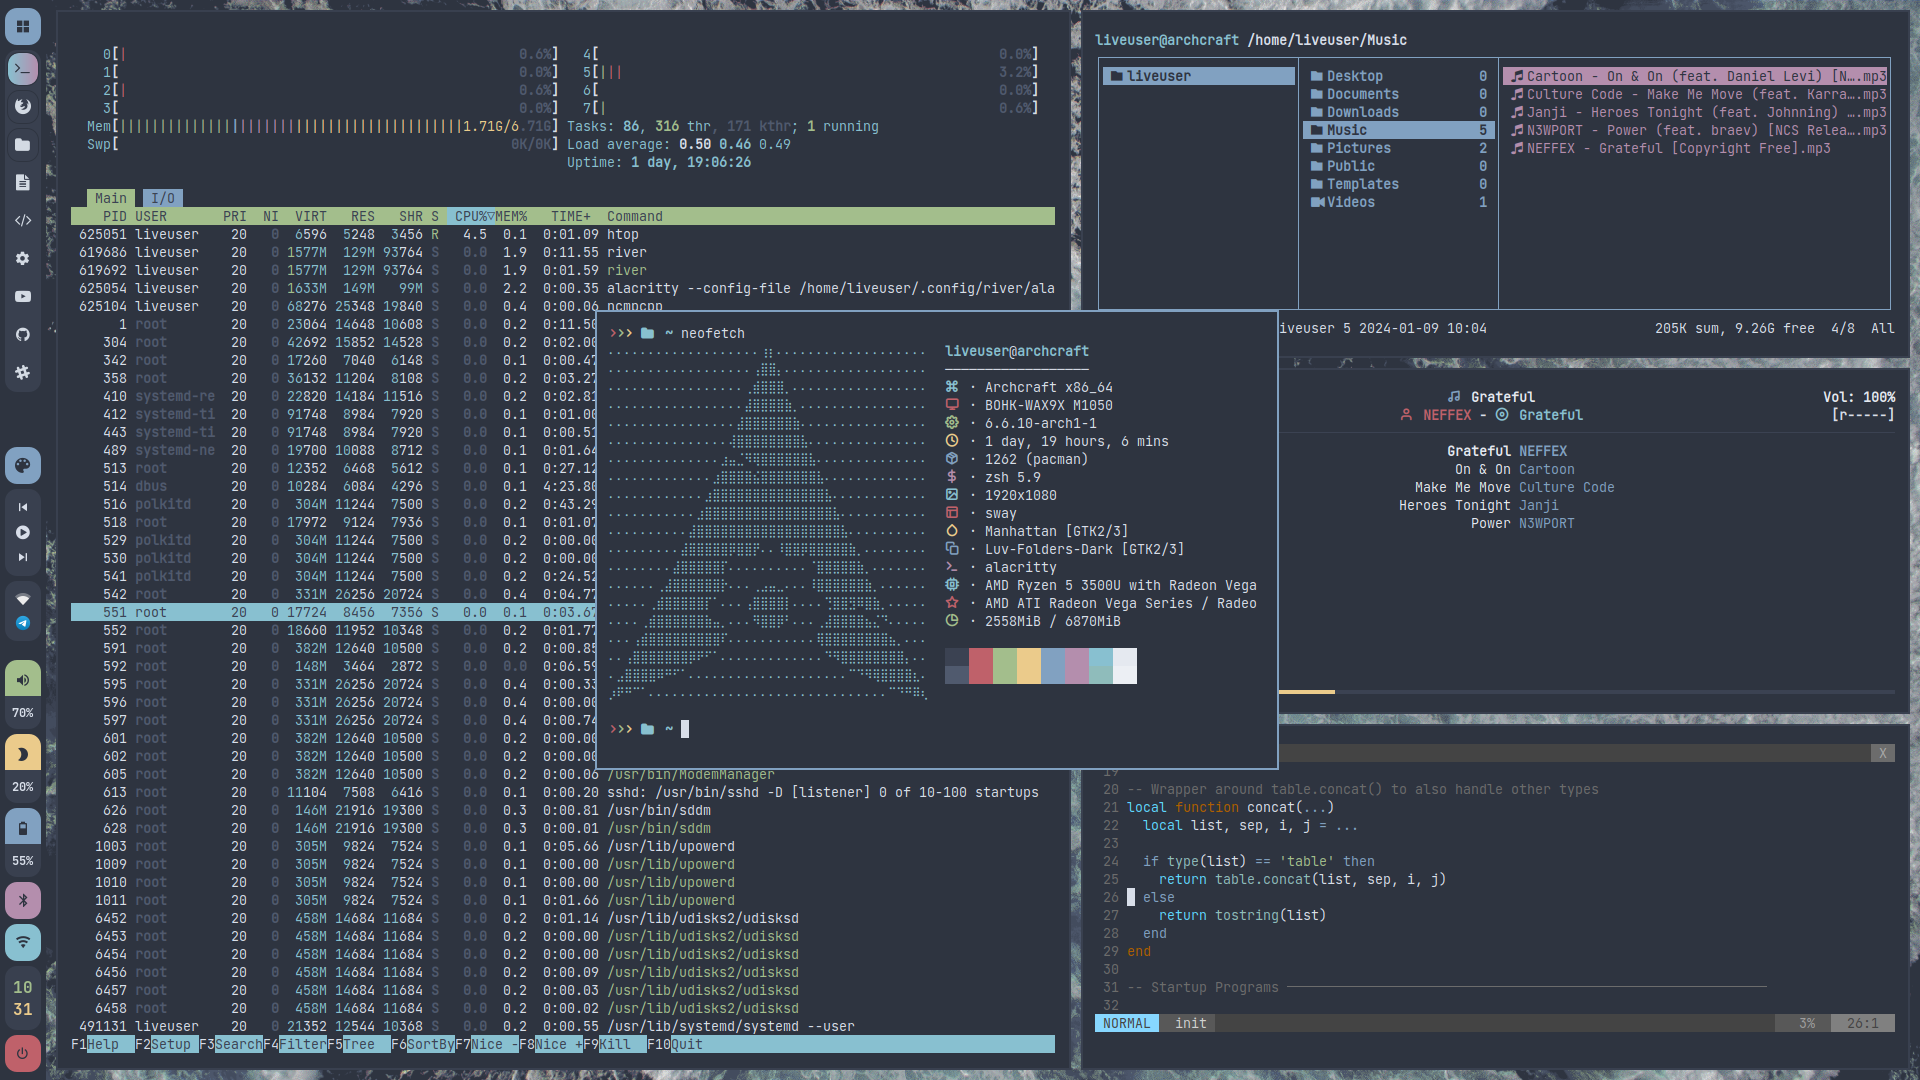 0[| 0.6%] 4[ 0.0%]
1[ 0.0%] 5[||| 3.2%]
2[| 0.6%] 6[ 0.0%]
3[ 0.0%] 7[| 0.6%]
Mem[ 1.71G/6.71G] Tasks: 86, 316 thr, 171 kthr; 1 running
Swp[ 0K/0K] Load average: 0.50 0.46 0.49
Uptime: 1 day, 19:06:26
Main I/O
PID USER PRI NI VIRT RES SHR S CPU%▽MEM% TIME+ Command
625051 liveuser 20 0 6596 5248 3456 R 4.5 0.1 0:01.09 htop
619686 liveuser 20 0 1577M 129M 93764 S 0.0 1.9 0:11.55 river
619692 liveuser 20 0 1577M 129M 93764 S 0.0 1.9 0:01.59 river
625054 liveuser 20 0 1633M 149M 99M S 0.0 2.2 0:00.35 alacritty --config-file /home/liveuser/.config/river/ala
625104 liveuser 20 0 68276 25348 19840 S 0.0 0.4 0:00.06 ncmpcpp
1 root 20 0 23064 14648 10608 S 0.0 0.2 0:11.50
304 root 20 0 42692 15852 14528 S 0.0 0.2 0:02.00
342 root 20 0 17260 7040 6148 S 0.0 0.1 0:00.47
358 root 20 0 36132 11204 8108 S 0.0 0.2 0:03.27
410 systemd-re 20 0 22820 14184 11516 S 0.0 0.2 0:02.81
412 systemd-ti 20 0 91748 8984 7920 S 0.0 0.1 0:01.00
443 systemd-ti 20 0 91748 8984 7920 S 0.0 0.1 0:00.51
489 systemd-ne 20 0 19700 10088 8712 S 0.0 0.1 0:01.64
513 root 20 0 12352 6468 5612 S 0.0 0.1 0:27.12
514 dbus 20 0 10284 6084 4296 S 0.0 0.1 4:23.80
516 polkitd 20 0 304M 11244 7500 S 0.0 0.2 0:43.29
518 root 20 0 17972 9124 7936 S 0.0 0.1 0:01.07
529 polkitd 20 0 304M 11244 7500 S 0.0 0.2 0:00.00
530 polkitd 20 0 304M 11244 7500 S 0.0 0.2 0:00.00
541 polkitd 20 0 304M 11244 7500 S 0.0 0.2 0:24.52
542 root 20 0 331M 26256 20724 S 0.0 0.4 0:04.77
551 root 20 0 17724 8456 7356 S 0.0 0.1 0:03.67
552 root 20 0 18660 11952 10348 S 0.0 0.2 0:01.77
591 root 20 0 382M 12640 10500 S 0.0 0.2 0:00.85
592 root 20 0 148M 3464 2872 S 0.0 0.0 0:06.59
595 root 20 0 331M 26256 20724 S 0.0 0.4 0:00.33
596 root 20 0 331M 26256 20724 S 0.0 0.4 0:00.00
597 root 20 0 331M 26256 20724 S 0.0 0.4 0:00.74
601 root 20 0 382M 12640 10500 S 0.0 0.2 0:00.00
602 root 20 0 382M 12640 10500 S 0.0 0.2 0:00.00
605 root 20 0 382M 12640 10500 S 0.0 0.2 0:00.06 /usr/bin/ModemManager
613 root 20 0 11104 7508 6416 S 0.0 0.1 0:00.20 sshd: /usr/bin/sshd -D [listener] 0 of 10-100 startups
626 root 20 0 146M 21916 19300 S 0.0 0.3 0:00.81 /usr/bin/sddm
628 root 20 0 146M 21916 19300 S 0.0 0.3 0:00.01 /usr/bin/sddm
1003 root 20 0 305M 9824 7524 S 0.0 0.1 0:05.66 /usr/lib/upowerd
1009 root 20 0 305M 9824 7524 S 0.0 0.1 0:00.00 /usr/lib/upowerd
1010 root 20 0 305M 9824 7524 S 0.0 0.1 0:00.00 /usr/lib/upowerd
1011 root 20 0 305M 9824 7524 S 0.0 0.1 0:01.66 /usr/lib/upowerd
6452 root 20 0 458M 14684 11684 S 0.0 0.2 0:01.14 /usr/lib/udisks2/udisksd
6453 root 20 0 458M 14684 11684 S 0.0 0.2 0:00.00 /usr/lib/udisks2/udisksd
6454 root 20 0 458M 14684 11684 S 0.0 0.2 0:00.00 /usr/lib/udisks2/udisksd
6456 root 20 0 458M 14684 11684 S 0.0 0.2 0:00.09 /usr/lib/udisks2/udisksd
6457 root 20 0 458M 14684 11684 S 0.0 0.2 0:00.03 /usr/lib/udisks2/udisksd
6458 root 20 0 458M 14684 11684 S 0.0 0.2 0:00.02 /usr/lib/udisks2/udisksd
491131 liveuser 20 0 21352 12544 10368 S 0.0 0.2 0:00.55 /usr/lib/systemd/systemd --user
F1Help F2Setup F3SearchF4FilterF5Tree F6SortByF7Nice -F8Nice +F9Kill F10Quit
70%
20%
55%
10
31
>>> ~ neofetch
liveuser@archcraft
· Archcraft x86_64
· BOHK-WAX9X M1050
· 6.6.10-arch1-1
· 1 day, 19 hours, 6 mins
· 1262 (pacman)
· zsh 5.9
· 1920x1080
· sway
· Manhattan [GTK2/3]
· Luv-Folders-Dark [GTK2/3]
· alacritty
· AMD Ryzen 5 3500U with Radeon Vega
· AMD ATI Radeon Vega Series / Radeo
· 2558MiB / 6870MiB
>>> ~
liveuser@archcraft /home/liveuser/Music
liveuser
Desktop 0
Documents 0
Downloads 0
Music 5
Pictures 2
Public 0
Templates 0
Videos 1
Cartoon - On & On (feat. Daniel Levi) [N….mp3
Culture Code - Make Me Move (feat. Karra….mp3
Janji - Heroes Tonight (feat. Johnning) ….mp3
N3WPORT - Power (feat. braev) [NCS Relea….mp3
NEFFEX - Grateful [Copyright Free].mp3
iveuser 5 2024-01-09 10:04 205K sum, 9.26G free 4/8 All
Grateful Vol: 100%
NEFFEX - Grateful [r-----]
Grateful NEFFEX
On & On Cartoon
Make Me Move Culture Code
Heroes Tonight Janji
Power N3WPORT
X
19
20 -- Wrapper around table.concat() to also handle other types
21 local function concat(...)
22 local list, sep, i, j = ...
23
24 if type(list) == 'table' then
25 return table.concat(list, sep, i, j)
26 else
27 return tostring(list)
28 end
29 end
30
31 -- Startup Programs
32
NORMAL init 3% 26:1